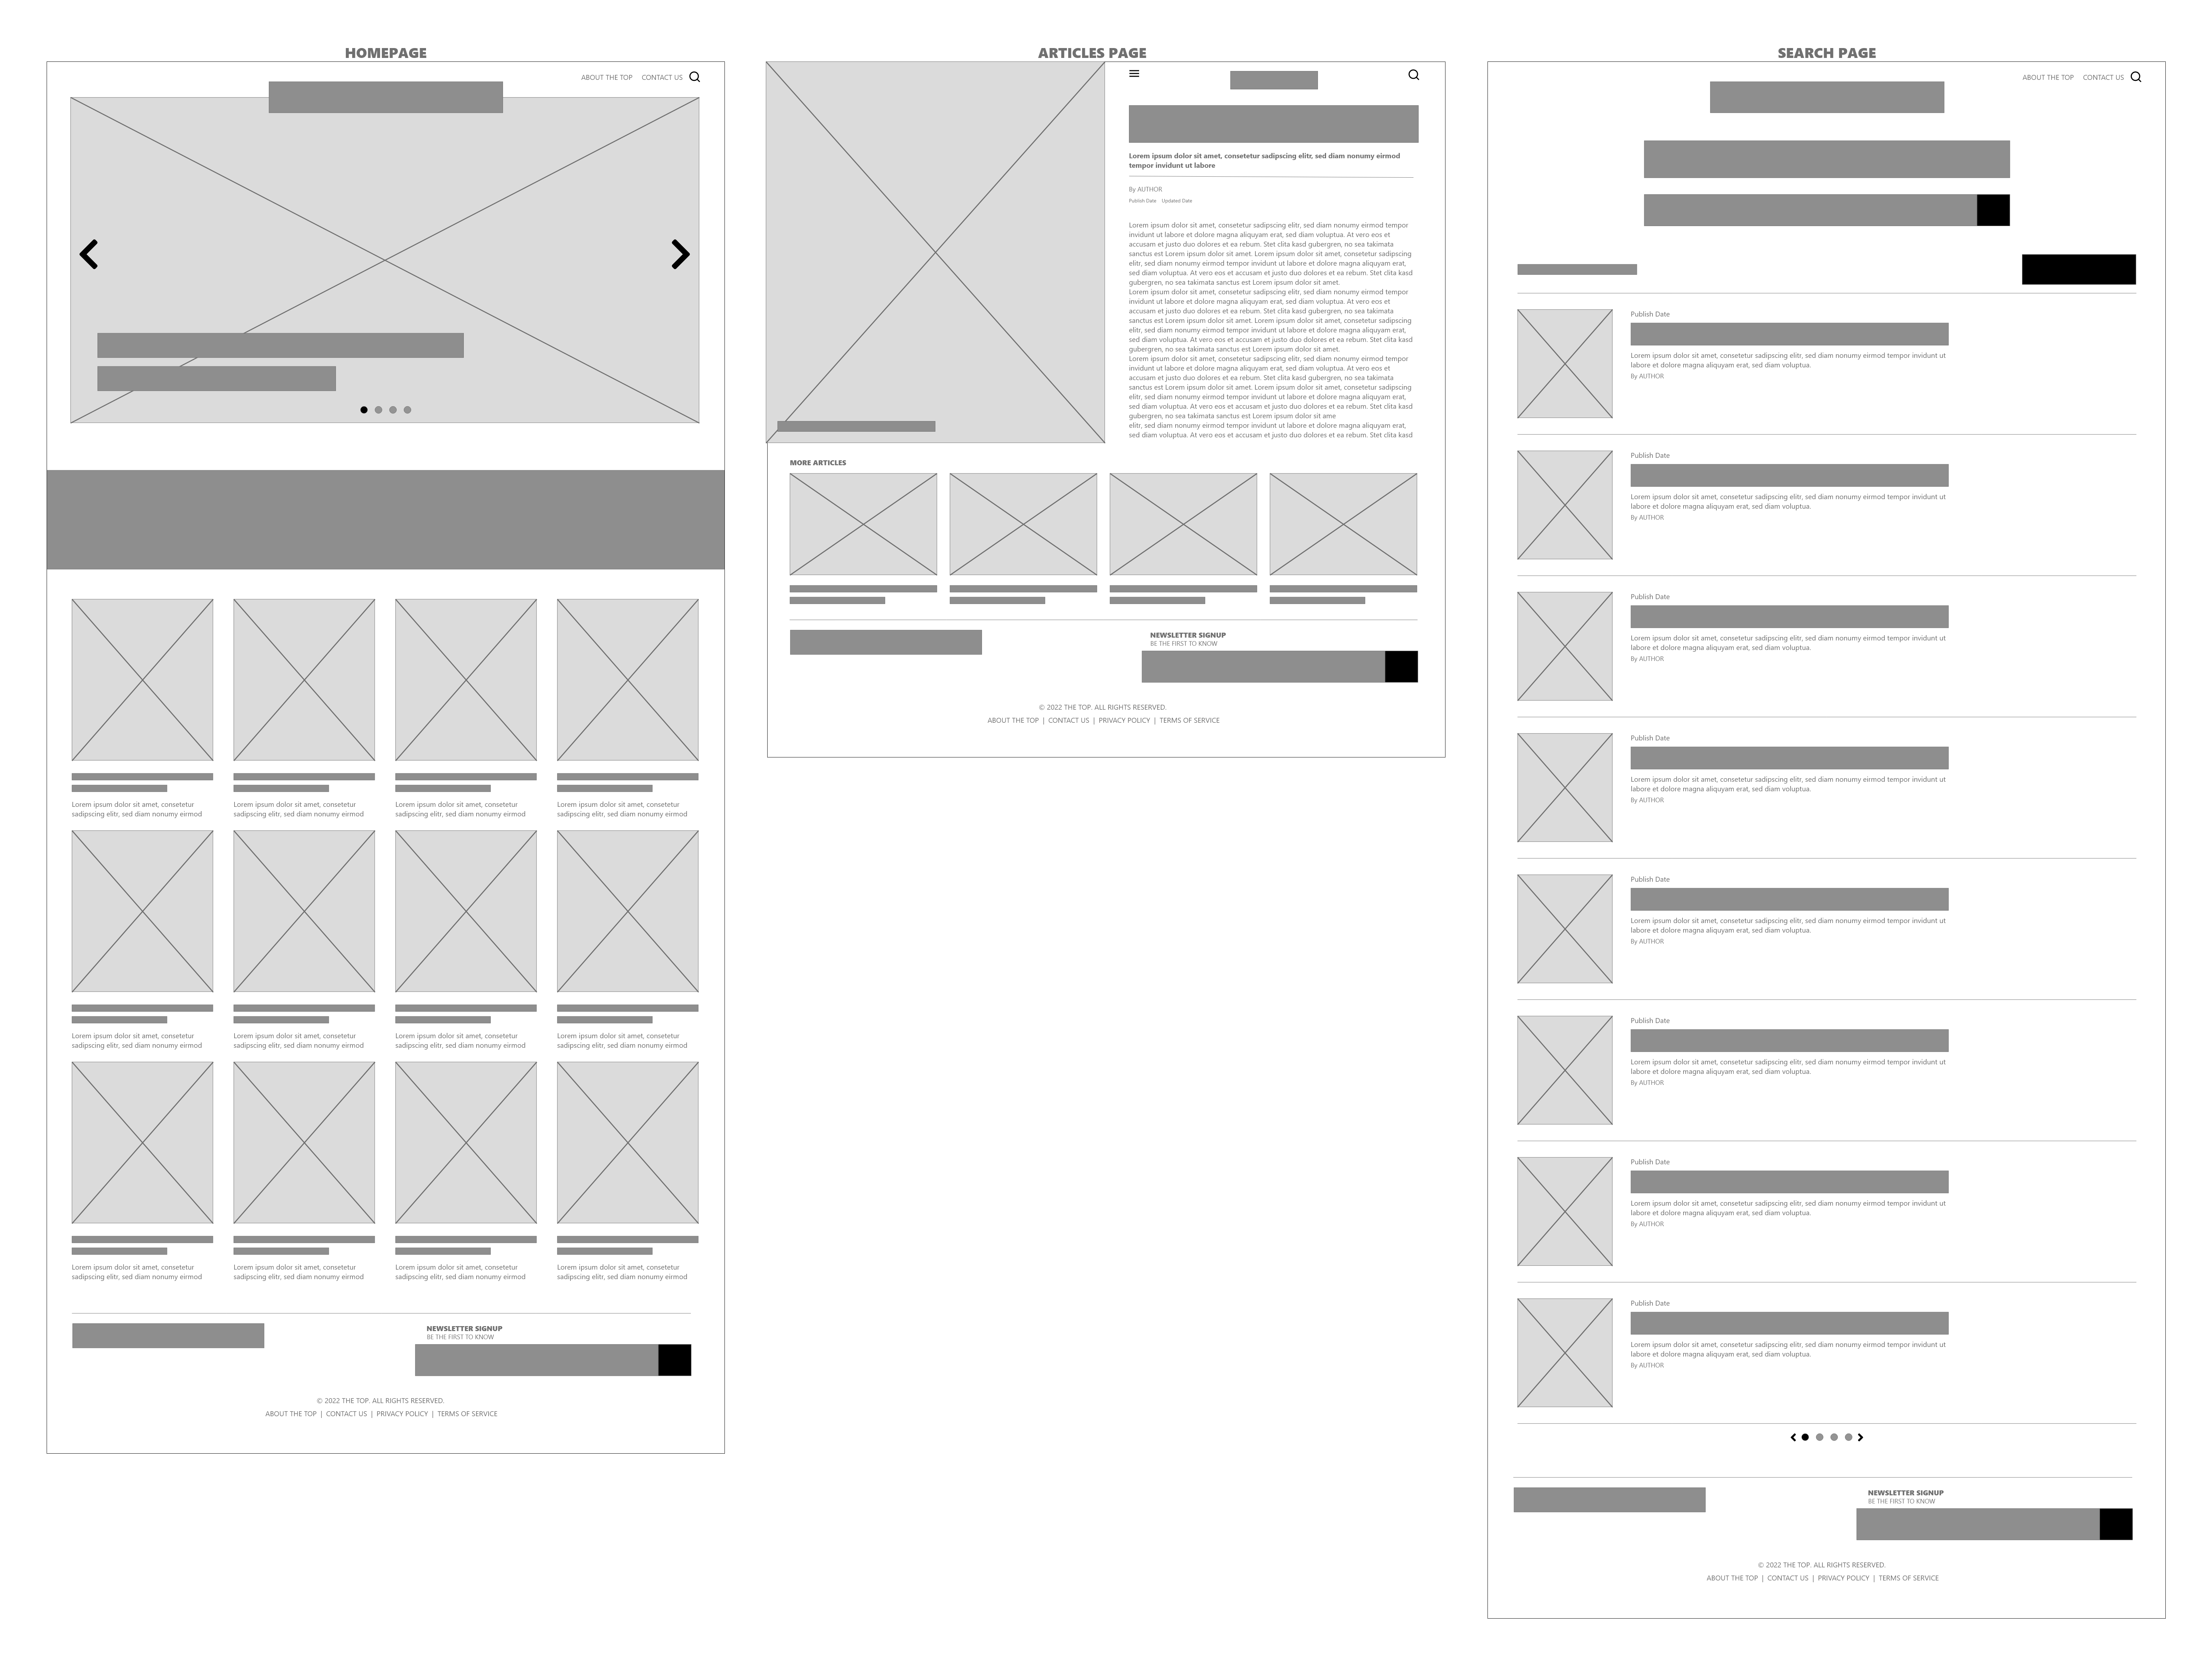 HOMEPAGE
ABOUT THE TOP CONTACT US
Lorem ipsum dolor sit amet, consetetur
sadipscing elitr, sed diam nonumy eirmod
Lorem ipsum dolor sit amet, consetetur
sadipscing elitr, sed diam nonumy eirmod
Lorem ipsum dolor sit amet, consetetur
sadipscing elitr, sed diam nonumy eirmod
Lorem ipsum dolor sit amet, consetetur
sadipscing elitr, sed diam nonumy eirmod
Lorem ipsum dolor sit amet, consetetur
sadipscing elitr, sed diam nonumy eirmod
Lorem ipsum dolor sit amet, consetetur
sadipscing elitr, sed diam nonumy eirmod
Lorem ipsum dolor sit amet, consetetur
sadipscing elitr, sed diam nonumy eirmod
Lorem ipsum dolor sit amet, consetetur
sadipscing elitr, sed diam nonumy eirmod
Lorem ipsum dolor sit amet, consetetur
sadipscing elitr, sed diam nonumy eirmod
Lorem ipsum dolor sit amet, consetetur
sadipscing elitr, sed diam nonumy eirmod
Lorem ipsum dolor sit amet, consetetur
sadipscing elitr, sed diam nonumy eirmod
Lorem ipsum dolor sit amet, consetetur
sadipscing elitr, sed diam nonumy eirmod
NEWSLETTER SIGNUP
BE THE FIRST TO KNOW
© 2022 THE TOP. ALL RIGHTS RESERVED.
ABOUT THE TOP | CONTACT US | PRIVACY POLICY | TERMS OF SERVICE
ARTICLES PAGE
Lorem ipsum dolor sit amet, consetetur sadipscing elitr, sed diam nonumy eirmod
tempor invidunt ut labore
By AUTHOR
Publish Date Updated Date
Lorem ipsum dolor sit amet, consetetur sadipscing elitr, sed diam nonumy eirmod tempor
invidunt ut labore et dolore magna aliquyam erat, sed diam voluptua. At vero eos et
accusam et justo duo dolores et ea rebum. Stet clita kasd gubergren, no sea takimata
sanctus est Lorem ipsum dolor sit amet. Lorem ipsum dolor sit amet, consetetur sadipscing
elitr, sed diam nonumy eirmod tempor invidunt ut labore et dolore magna aliquyam erat,
sed diam voluptua. At vero eos et accusam et justo duo dolores et ea rebum. Stet clita kasd
gubergren, no sea takimata sanctus est Lorem ipsum dolor sit amet.
Lorem ipsum dolor sit amet, consetetur sadipscing elitr, sed diam nonumy eirmod tempor
invidunt ut labore et dolore magna aliquyam erat, sed diam voluptua. At vero eos et
accusam et justo duo dolores et ea rebum. Stet clita kasd gubergren, no sea takimata
sanctus est Lorem ipsum dolor sit amet. Lorem ipsum dolor sit amet, consetetur sadipscing
elitr, sed diam nonumy eirmod tempor invidunt ut labore et dolore magna aliquyam erat,
sed diam voluptua. At vero eos et accusam et justo duo dolores et ea rebum. Stet clita kasd
gubergren, no sea takimata sanctus est Lorem ipsum dolor sit amet.
Lorem ipsum dolor sit amet, consetetur sadipscing elitr, sed diam nonumy eirmod tempor
invidunt ut labore et dolore magna aliquyam erat, sed diam voluptua. At vero eos et
accusam et justo duo dolores et ea rebum. Stet clita kasd gubergren, no sea takimata
sanctus est Lorem ipsum dolor sit amet. Lorem ipsum dolor sit amet, consetetur sadipscing
elitr, sed diam nonumy eirmod tempor invidunt ut labore et dolore magna aliquyam erat,
sed diam voluptua. At vero eos et accusam et justo duo dolores et ea rebum. Stet clita kasd
gubergren, no sea takimata sanctus est Lorem ipsum dolor sit ame
elitr, sed diam nonumy eirmod tempor invidunt ut labore et dolore magna aliquyam erat,
sed diam voluptua. At vero eos et accusam et justo duo dolores et ea rebum. Stet clita kasd
MORE ARTICLES
NEWSLETTER SIGNUP
BE THE FIRST TO KNOW
© 2022 THE TOP. ALL RIGHTS RESERVED.
ABOUT THE TOP | CONTACT US | PRIVACY POLICY | TERMS OF SERVICE
SEARCH PAGE
ABOUT THE TOP CONTACT US
Publish Date
Lorem ipsum dolor sit amet, consetetur sadipscing elitr, sed diam nonumy eirmod tempor invidunt ut
labore et dolore magna aliquyam erat, sed diam voluptua.
By AUTHOR
Publish Date
Lorem ipsum dolor sit amet, consetetur sadipscing elitr, sed diam nonumy eirmod tempor invidunt ut
labore et dolore magna aliquyam erat, sed diam voluptua.
By AUTHOR
Publish Date
Lorem ipsum dolor sit amet, consetetur sadipscing elitr, sed diam nonumy eirmod tempor invidunt ut
labore et dolore magna aliquyam erat, sed diam voluptua.
By AUTHOR
Publish Date
Lorem ipsum dolor sit amet, consetetur sadipscing elitr, sed diam nonumy eirmod tempor invidunt ut
labore et dolore magna aliquyam erat, sed diam voluptua.
By AUTHOR
Publish Date
Lorem ipsum dolor sit amet, consetetur sadipscing elitr, sed diam nonumy eirmod tempor invidunt ut
labore et dolore magna aliquyam erat, sed diam voluptua.
By AUTHOR
Publish Date
Lorem ipsum dolor sit amet, consetetur sadipscing elitr, sed diam nonumy eirmod tempor invidunt ut
labore et dolore magna aliquyam erat, sed diam voluptua.
By AUTHOR
Publish Date
Lorem ipsum dolor sit amet, consetetur sadipscing elitr, sed diam nonumy eirmod tempor invidunt ut
labore et dolore magna aliquyam erat, sed diam voluptua.
By AUTHOR
Publish Date
Lorem ipsum dolor sit amet, consetetur sadipscing elitr, sed diam nonumy eirmod tempor invidunt ut
labore et dolore magna aliquyam erat, sed diam voluptua.
By AUTHOR
NEWSLETTER SIGNUP
BE THE FIRST TO KNOW
© 2022 THE TOP. ALL RIGHTS RESERVED.
ABOUT THE TOP | CONTACT US | PRIVACY POLICY | TERMS OF SERVICE